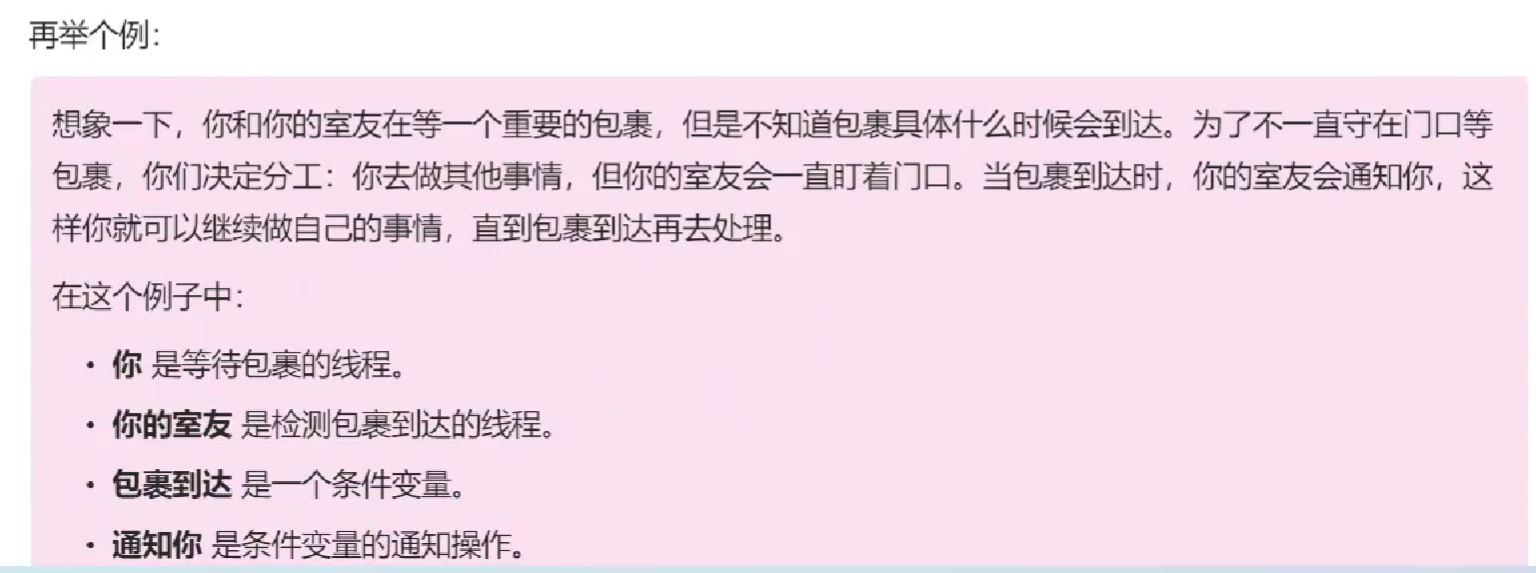 再举个例：
想象一下，你和你的室友在等一个重要的包裹，但是不知道包裹具体什么时候会到达。为了不一直守在门口等
包裹，你们决定分工：你去做其他事情，但你的室友会一直盯着门口。当包裹到达时，你的室友会通知你，这
样你就可以继续做自己的事情，直到包裹到达再去处理。
在这个例子中：
• 你 是等待包裹的线程。
• 你的室友 是检测包裹到达的线程。
• 包裹到达 是一个条件变量。
• 通知你 是条件变量的通知操作。